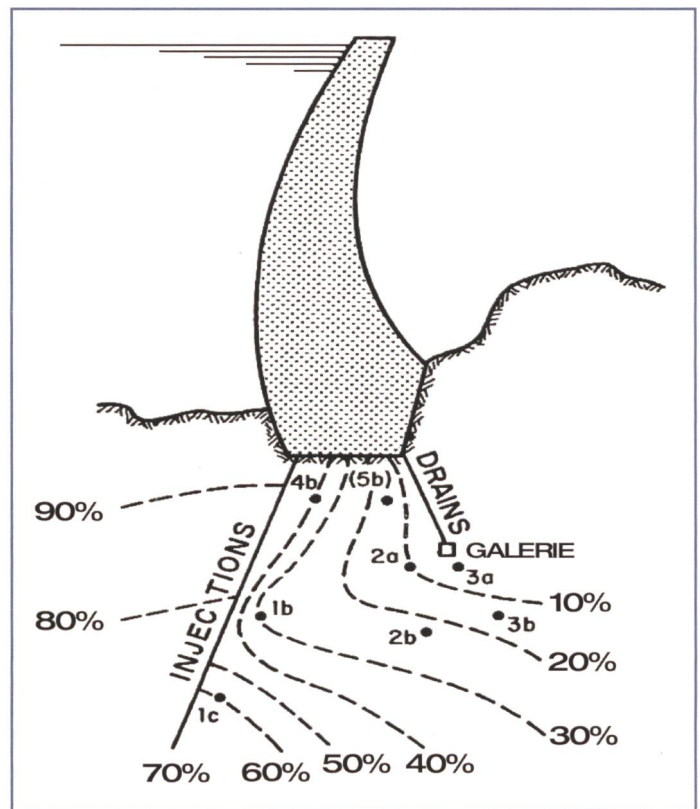 4b
(5b)
DRAINS
90%
INJECTIONS
2a
GALERIE
3a
10%
80%
1b
3b
2b
20%
1c
30%
70%
60%
50%
40%